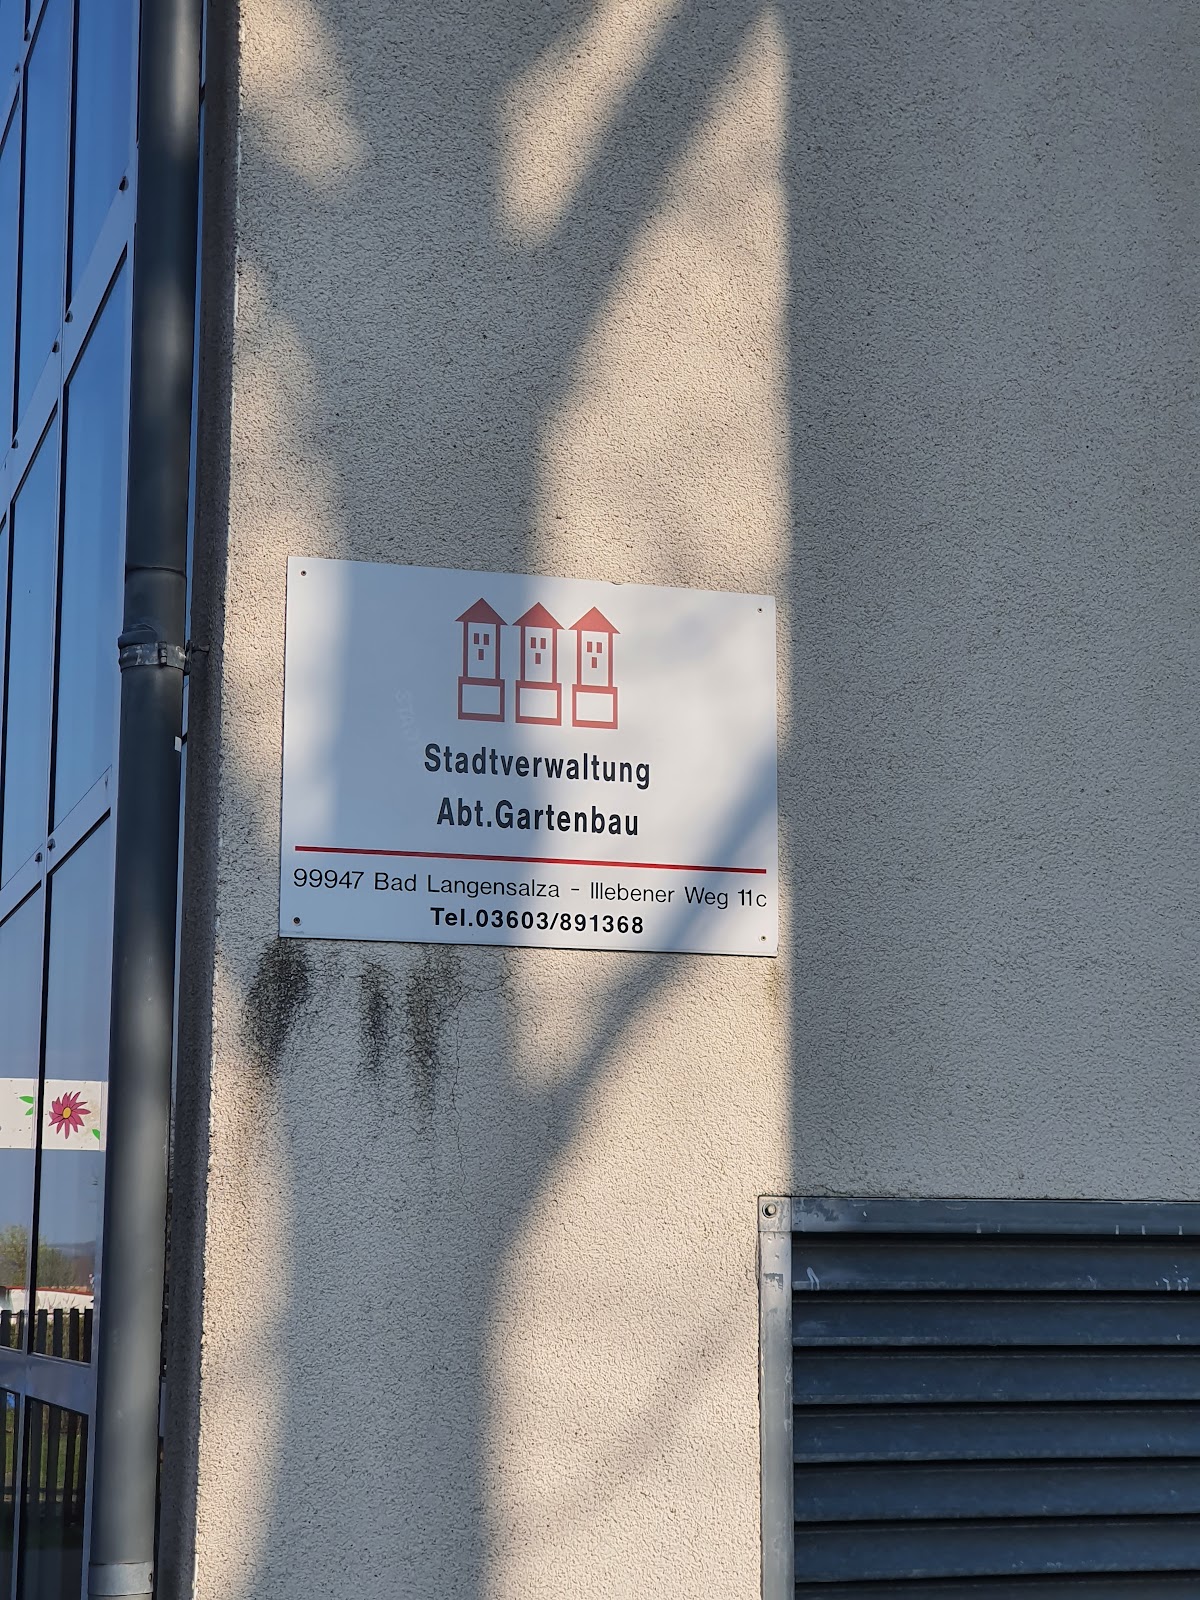 Stadtverwaltung
Abt.Gartenbau
99947 Bad Langensalza - Illebener Weg 11c
Tel.03603/891368